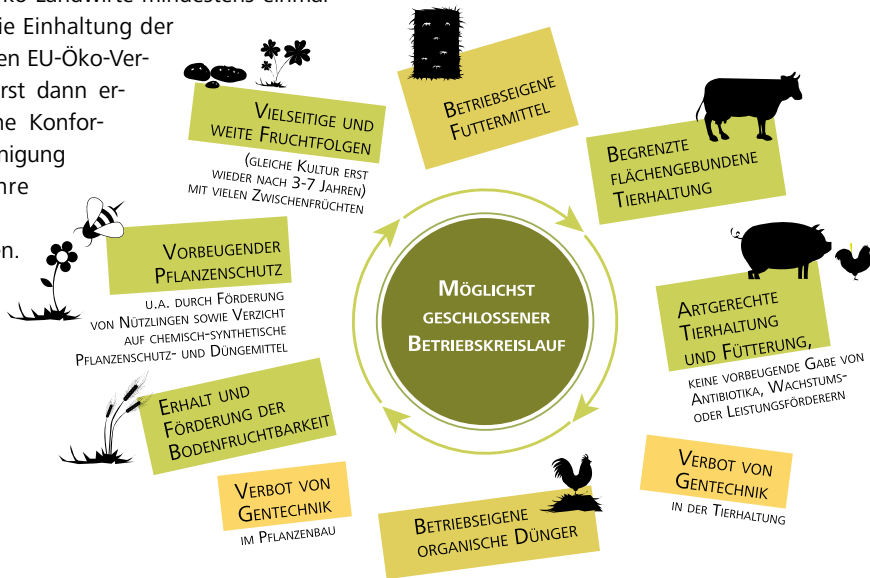 ko-Landwirte mindestens einmal
ie Einhaltung der
en EU-Öko-Ver-
rst dann er-
ne Konfor-
nigung
hre
en.
Vielseitige und
weite Fruchtfolgen
(gleiche Kultur erst
wieder nach 3-7 Jahren)
mit vielen Zwischenfrüchten
Betriebseigene
Futtermittel
Begrenzte
flächengebundene
Tierhaltung
Vorbeugender
Pflanzenschutz
u.a. durch Förderung
von Nützlingen sowie Verzicht
auf chemisch-synthetische
Pflanzenschutz- und Düngemittel
Möglichst
geschlossener
Betriebskreislauf
Artgerechte
Tierhaltung
und Fütterung,
keine vorbeugende Gabe von
Antibiotika, Wachstums-
oder Leistungsförderern
Erhalt und
Förderung der
Bodenfruchtbarkeit
Verbot von
Gentechnik
im Pflanzenbau
Betriebseigene
organische Dünger
Verbot von
Gentechnik
in der Tierhaltung